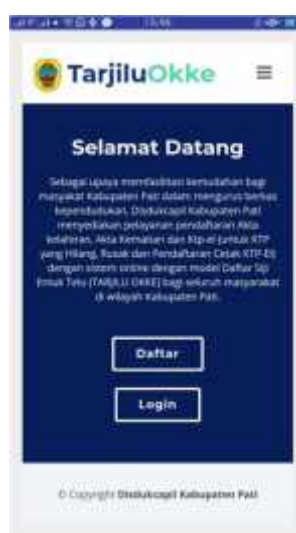 TarjiluOkke
Selamat Datang
Sebagai upaya memfasilitasi kemudahan bagi
masyakat Kabupaten Pati dalam mengurus berkas
kependudukan, Disdukcapil Kabupaten Pati
menyediakan pelayanan pendaftaran Akta
kelahiran, Akta Kematian dan Ktp-el (untuk KTP
yang Hilang, Rusak dan Pendaftaran Cetak KTP-El)
dengan sistem online dengan model Daftar Siji
Entuk Telu (TARJILU OKKE) bagi seluruh masyarakat
di wilayah Kabupaten Pati.
Daftar
Login
© Copyright Disdukcapil Kabupaten Pati